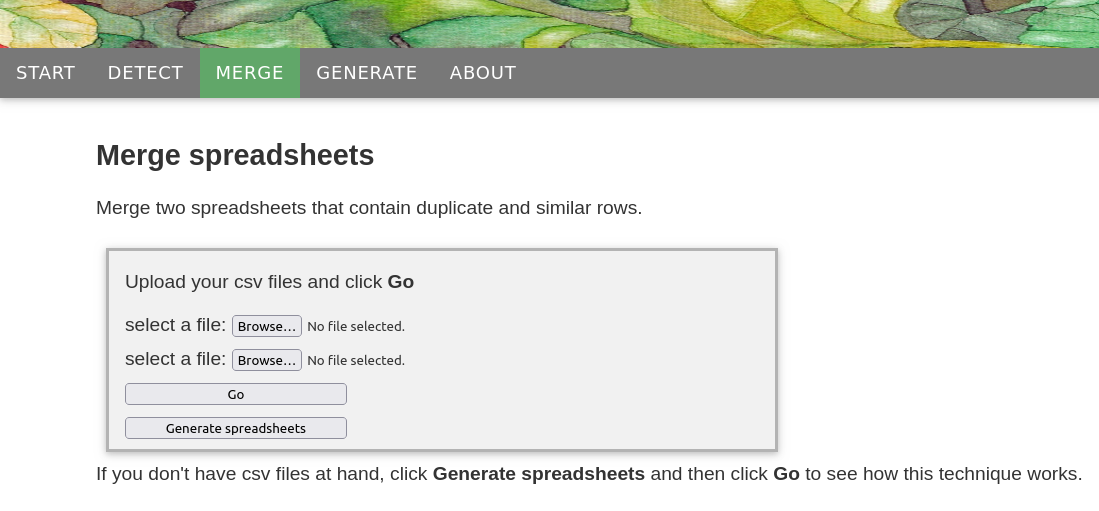 START DETECT MERGE GENERATE ABOUT
Merge spreadsheets
Merge two spreadsheets that contain duplicate and similar rows.
Upload your csv files and click Go
select a file: Browse... No file selected.
select a file: Browse... No file selected.
Go
Generate spreadsheets
If you don't have csv files at hand, click Generate spreadsheets and then click Go to see how this technique works.